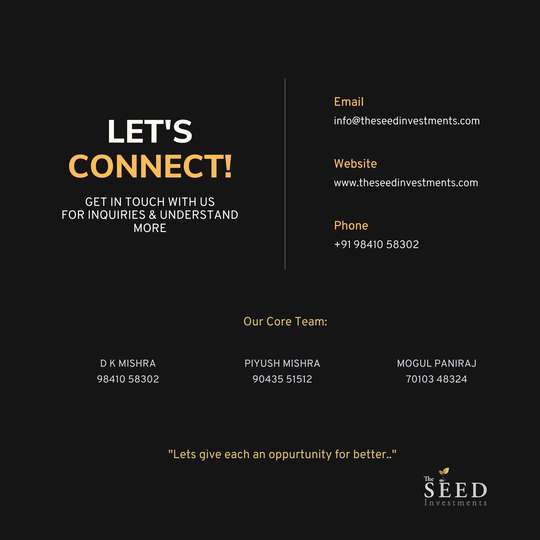 LET'S
CONNECT!
GET IN TOUCH WITH US
FOR INQUIRIES & UNDERSTAND
MORE
Email
info@theseedinvestments.com
Website
www.theseedinvestments.com
Phone
+91 98410 58302
Our Core Team:
D K MISHRA
98410 58302
PIYUSH MISHRA
90435 51512
MOGUL PANIRAJ
70103 48324
"Lets give each an oppurtunity for better.."
The
SEED
Investments